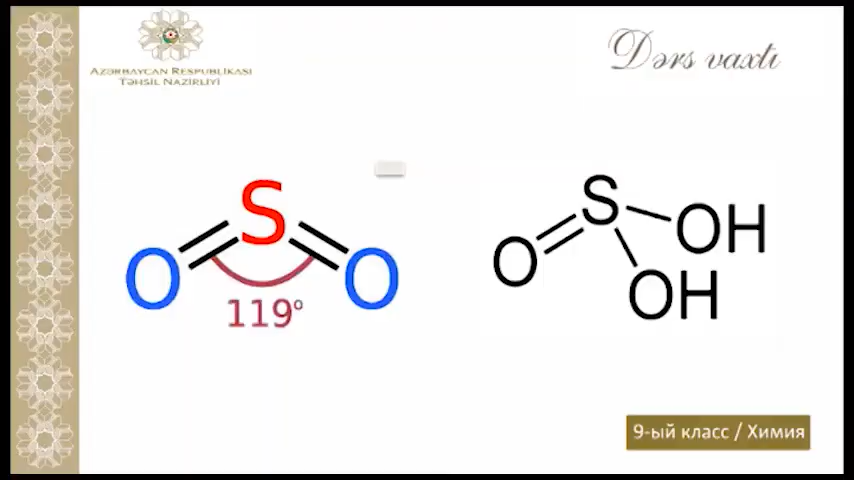 AZƏRBAYCAN RESPUBLİKASI
TƏHSİL NAZİRLİYİ
Dərs vaxtı
S
O
O
119°
S
OH
O
OH
9-ый класс / Химия